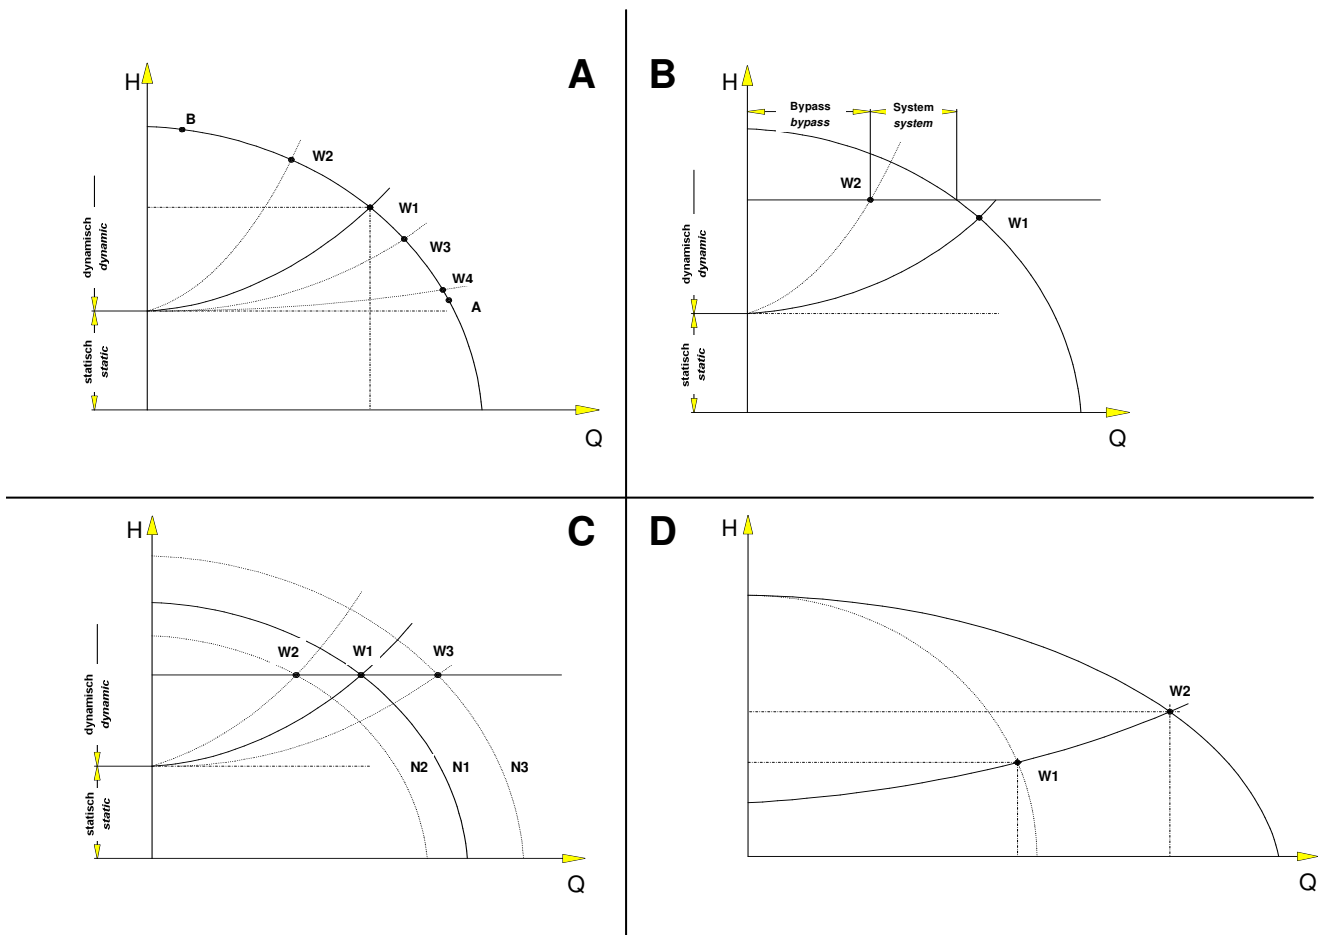 A
H
B
W2
W1
W3
W4
A
dynamisch
dynamic
statisch
static
Q
B
H
Bypass
bypass
System
system
W2
W1
dynamisch
dynamic
statisch
static
Q
C
H
W2
W1
W3
N2
N1
N3
dynamisch
dynamic
statisch
static
Q
D
H
W2
W1
Q